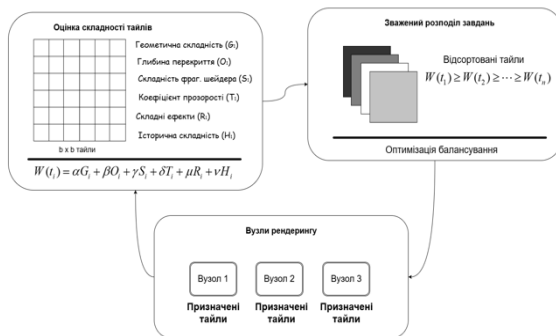 Оцінка складності тайлів
Геометична складність (Gᵢ)
Глибина перекриття (Oᵢ)
Складність фраг. шейдера (Sᵢ)
Коефіцієнт прозорості (Tᵢ)
Складні ефекти (Rᵢ)
Історична складність (Hᵢ)
b x b тайли
W(tᵢ) = αGᵢ + βOᵢ + γSᵢ + δTᵢ + μRᵢ + νHᵢ
Зважений розподіл завдань
Відсортовані тайли
W(t₁) ≥ W(t₂) ≥ ⋯ ≥ W(tₙ)
Оптимізація балансування
Вузли рендерингу
Вузол 1 Вузол 2 Вузол 3
Призначені Призначені Призначені
тайли тайли тайли